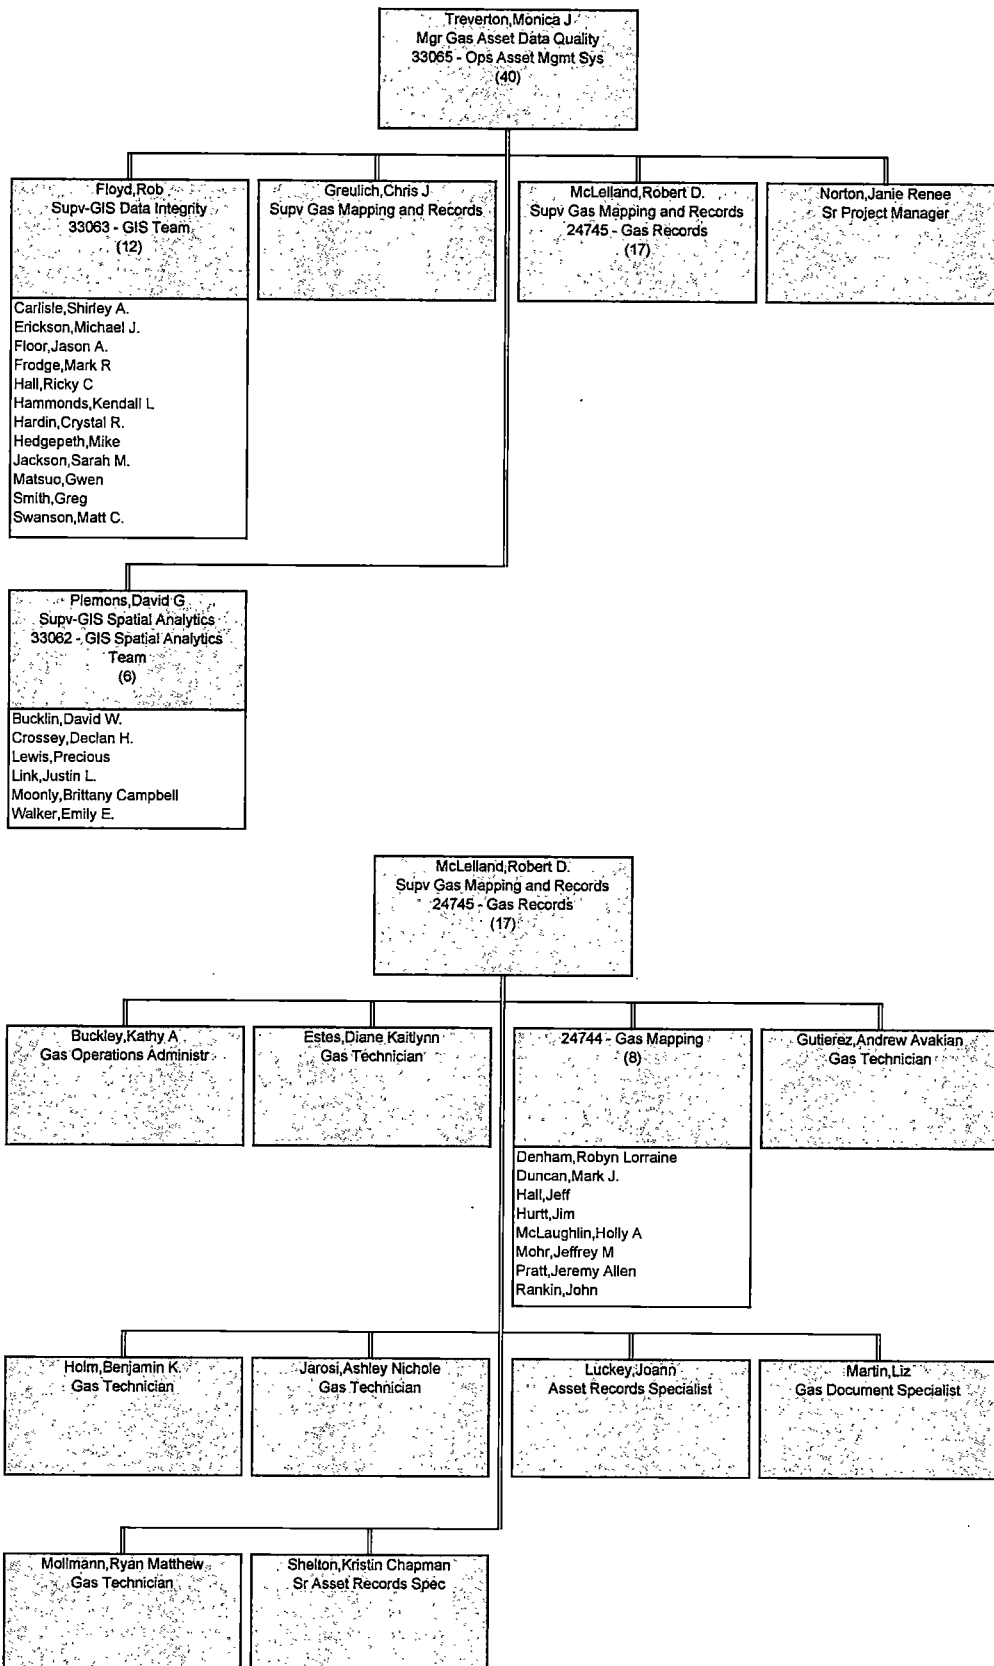 Treverton,Monica J
Mgr Gas Asset Data Quality
33065 - Ops Asset Mgmt Sys
(40)
Floyd,Rob
Supv-GIS Data Integrity
33063 - GIS Team
(12)
Carlisle,Shirley A.
Erickson,Michael J.
Floor,Jason A.
Frodge,Mark R
Hall,Ricky C
Hammonds,Kendall L
Hardin,Crystal R.
Hedgepeth,Mike
Jackson,Sarah M.
Matsuo,Gwen
Smith,Greg
Swanson,Matt C.
Greulich,Chris J
Supv Gas Mapping and Records
McLelland,Robert D.
Supv Gas Mapping and Records
24745 - Gas Records
(17)
Norton,Janie Renee
Sr Project Manager
Plemons,David G
Supv-GIS Spatial Analytics
33062 - GIS Spatial Analytics
Team
(6)
Bucklin,David W.
Crossey,Declan H.
Lewis,Precious
Link,Justin L.
Moonly,Brittany Campbell
Walker,Emily E.
McLelland,Robert D.
Supv Gas Mapping and Records
24745 - Gas Records
(17)
Buckley,Kathy A
Gas Operations Administr
Estes,Diane Kaitlynn
Gas Technician
24744 - Gas Mapping
(8)
Denham,Robyn Lorraine
Duncan,Mark J.
Hall,Jeff
Hurtt,Jim
McLaughlin,Holly A
Mohr,Jeffrey M
Pratt,Jeremy Allen
Rankin,John
Gutierez,Andrew Avakian
Gas Technician
Holm,Benjamin K.
Gas Technician
Jarosi,Ashley Nichole
Gas Technician
Luckey,Joann
Asset Records Specialist
Martin,Liz
Gas Document Specialist
Mollmann,Ryan Matthew
Gas Technician
Shelton,Kristin Chapman
Sr Asset Records Spec